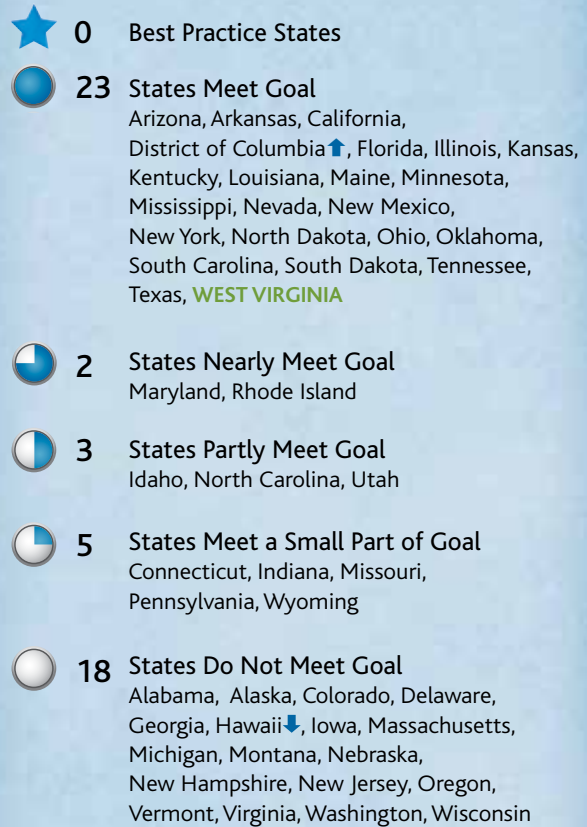 0 Best Practice States
23 States Meet Goal
Arizona, Arkansas, California,
District of Columbia⬆, Florida, Illinois, Kansas,
Kentucky, Louisiana, Maine, Minnesota,
Mississippi, Nevada, New Mexico,
New York, North Dakota, Ohio, Oklahoma,
South Carolina, South Dakota, Tennessee,
Texas, WEST VIRGINIA
2 States Nearly Meet Goal
Maryland, Rhode Island
3 States Partly Meet Goal
Idaho, North Carolina, Utah
5 States Meet a Small Part of Goal
Connecticut, Indiana, Missouri,
Pennsylvania, Wyoming
18 States Do Not Meet Goal
Alabama, Alaska, Colorado, Delaware,
Georgia, Hawaii⬇, Iowa, Massachusetts,
Michigan, Montana, Nebraska,
New Hampshire, New Jersey, Oregon,
Vermont, Virginia, Washington, Wisconsin